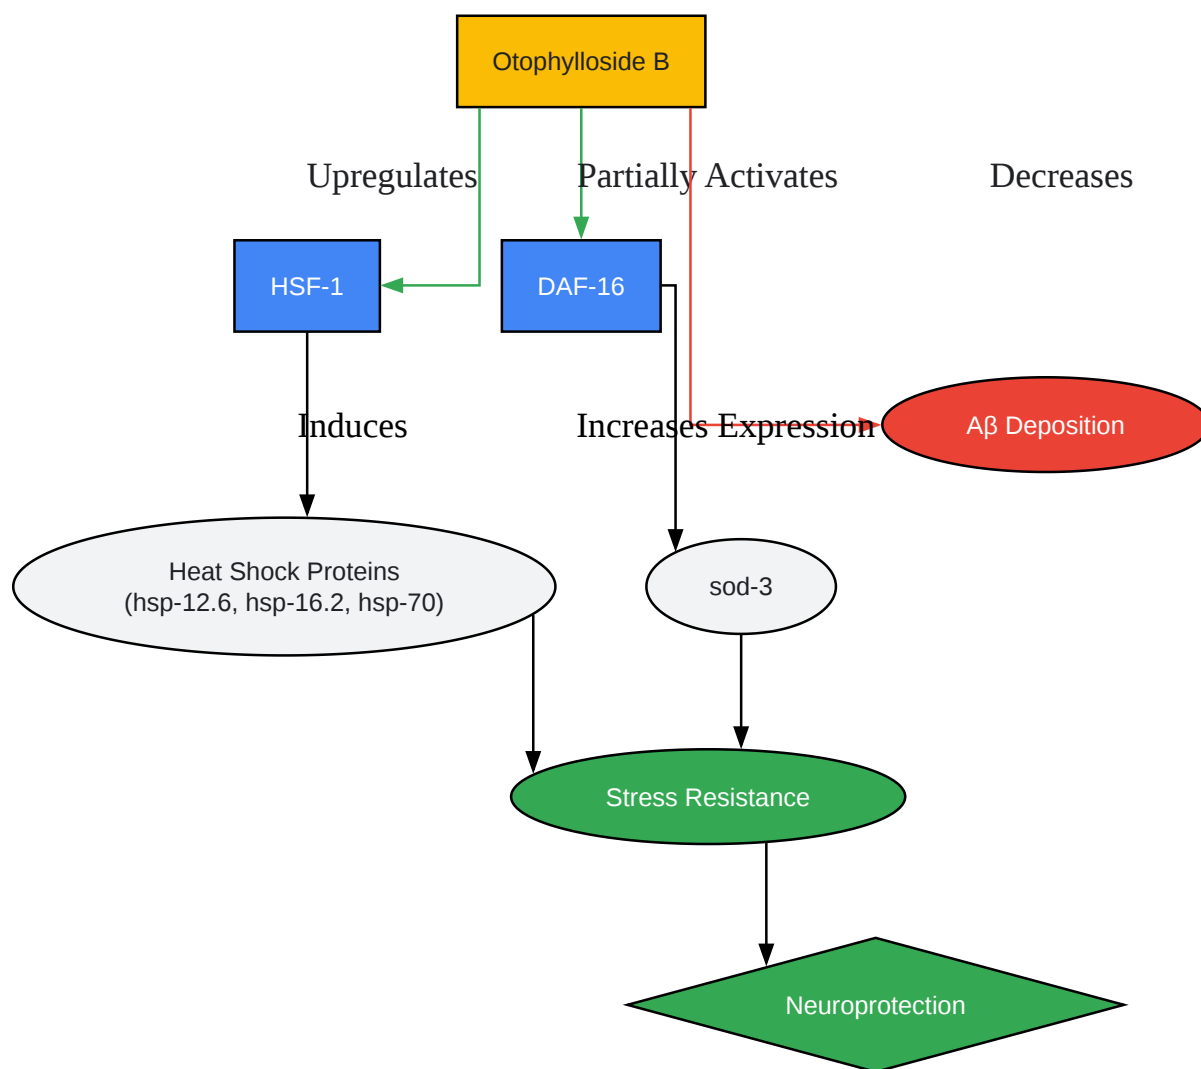 Otophylloside B
Upregulates
Partially Activates
Decreases
HSF-1
DAF-16
Induces
Increases Expression
Aβ Deposition
Heat Shock Proteins
(hsp-12.6, hsp-16.2, hsp-70)
sod-3
Stress Resistance
Neuroprotection